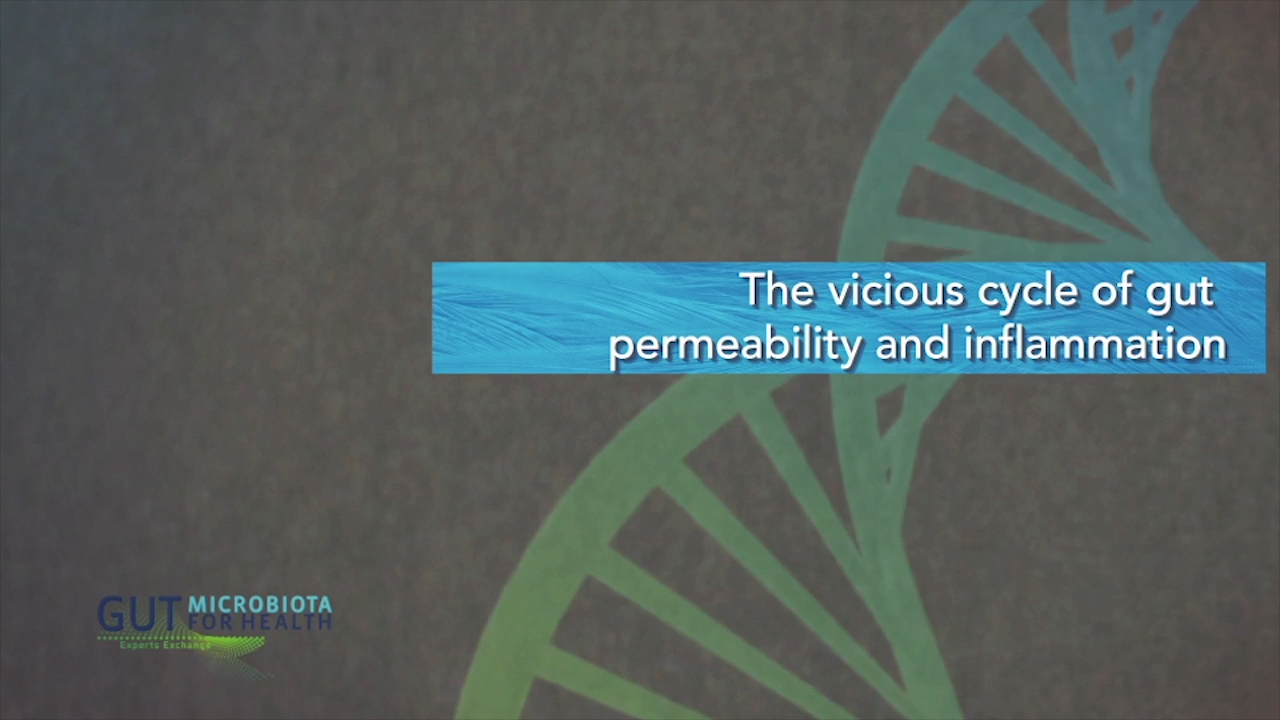 The vicious cycle of gut
permeability and inflammation
GUT MICROBIOTA
FOR HEALTH
Experts Exchange